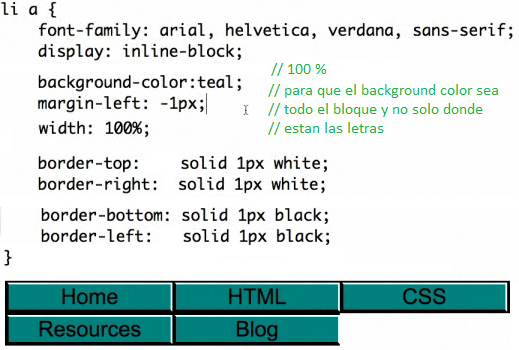 li a {
font-family: arial, helvetica, verdana, sans-serif;
display: inline-block;
// 100 %
background-color:teal;
// para que el background color sea
margin-left: -1px;
// todo el bloque y no solo donde
width: 100%;
// estan las letras
border-top: solid 1px white;
border-right: solid 1px white;
border-bottom: solid 1px black;
border-left: solid 1px black;
}
Home HTML CSS
Resources Blog